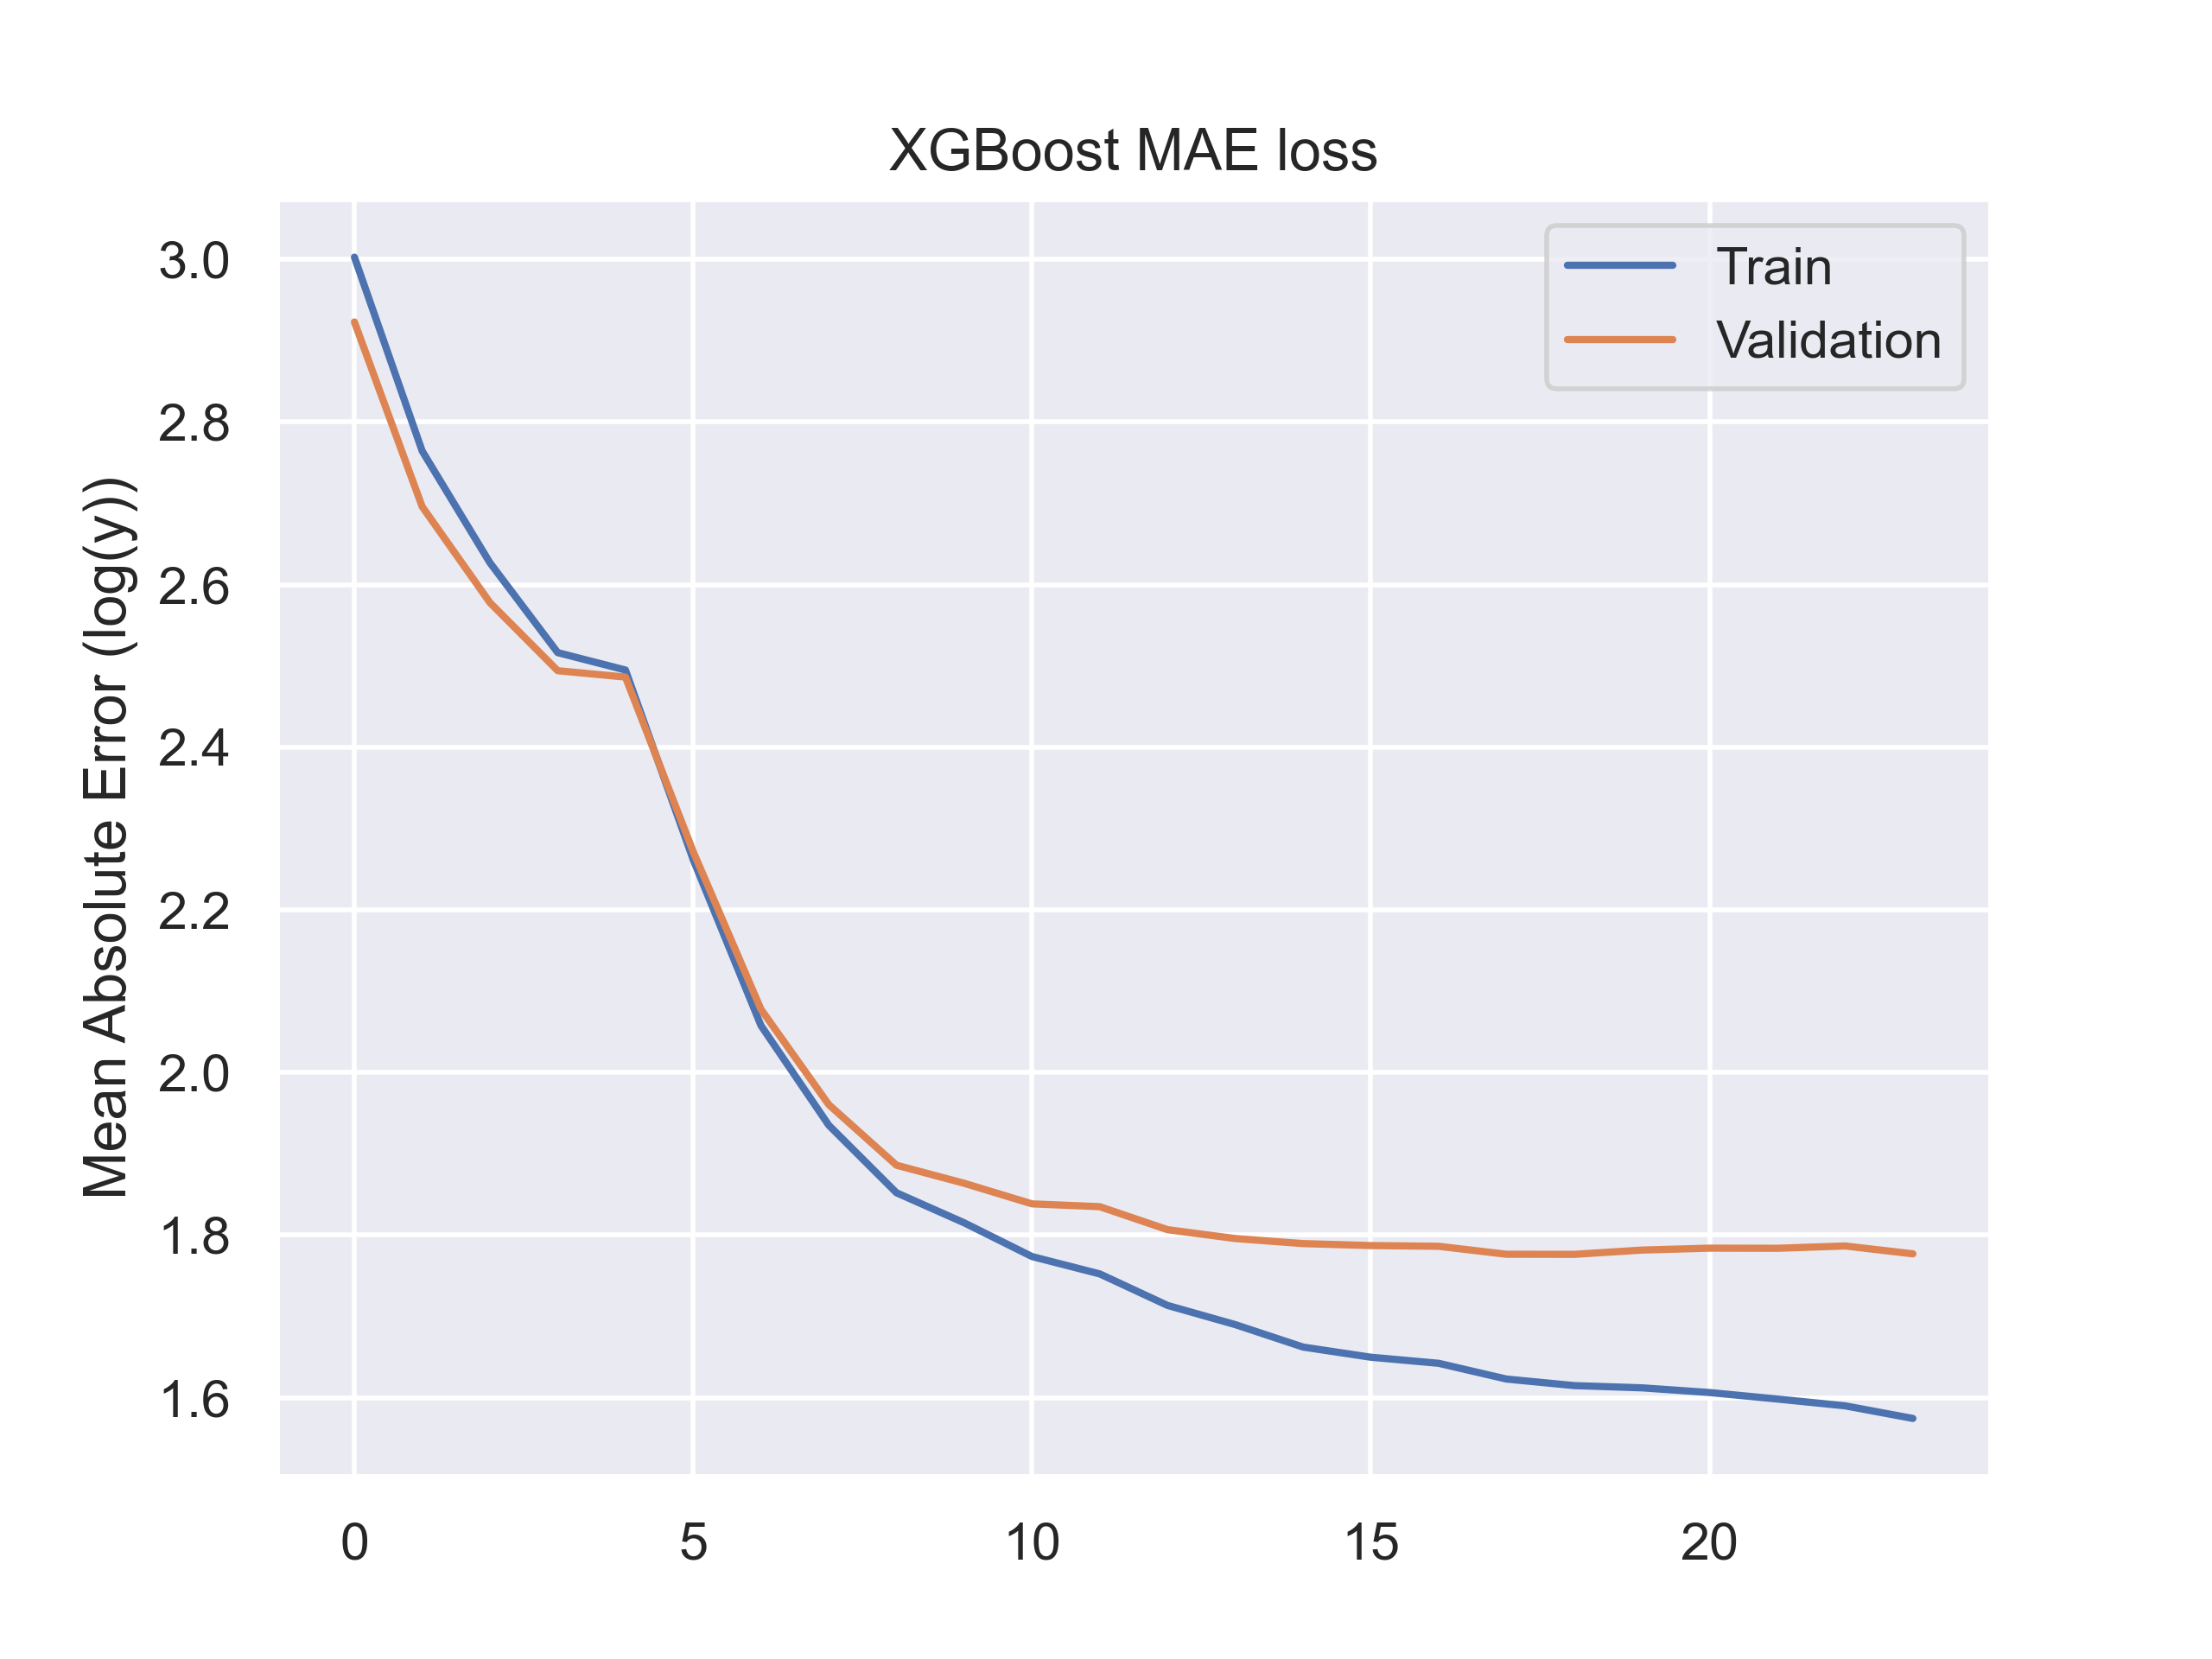 XGBoost MAE loss
Train
Validation
Mean Absolute Error (log(y))
3.0
2.8
2.6
2.4
2.2
2.0
1.8
1.6
0 5 10 15 20